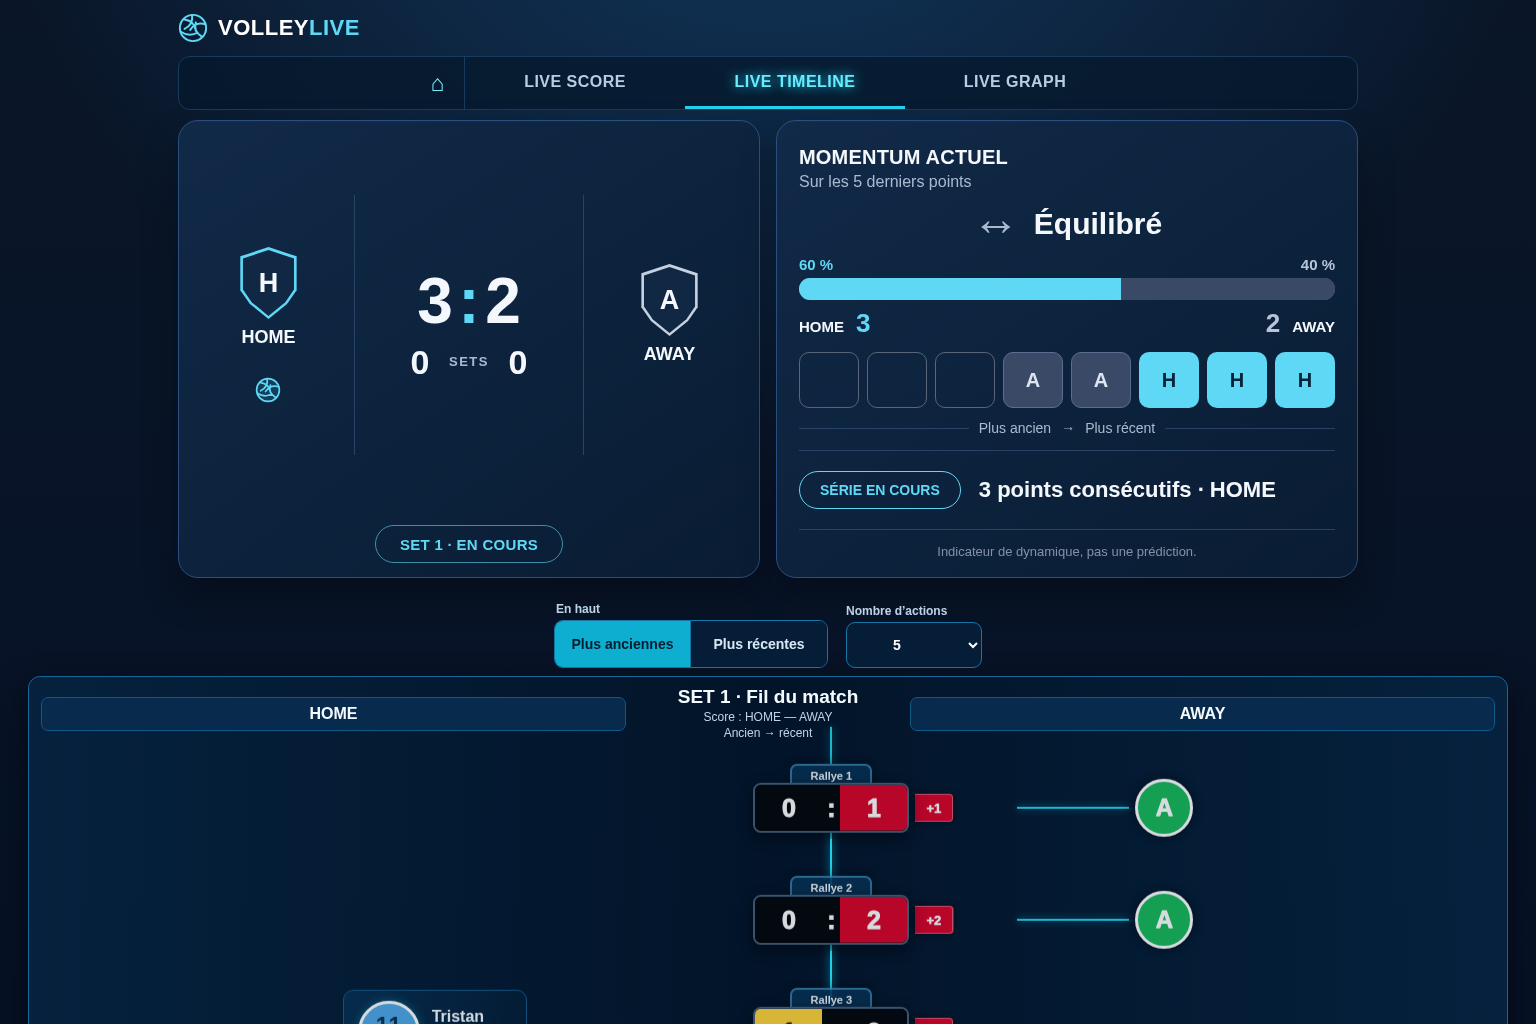 VOLLEYLIVE
LIVE SCORE
LIVE TIMELINE
LIVE GRAPH
H
HOME
3:2
0 SETS 0
A
AWAY
SET 1 · EN COURS
MOMENTUM ACTUEL
Sur les 5 derniers points
↔ Équilibré
60 % 40 %
HOME 3 2 AWAY
A A H H H
Plus ancien → Plus récent
SÉRIE EN COURS 3 points consécutifs · HOME
Indicateur de dynamique, pas une prédiction.
En haut
Plus anciennes Plus récentes
Nombre d’actions
5
HOME
SET 1 · Fil du match
Score : HOME — AWAY
Ancien → récent
AWAY
Rallye 1
0 : 1 +1 A
Rallye 2
0 : 2 +2 A
Rallye 3
11 Tristan